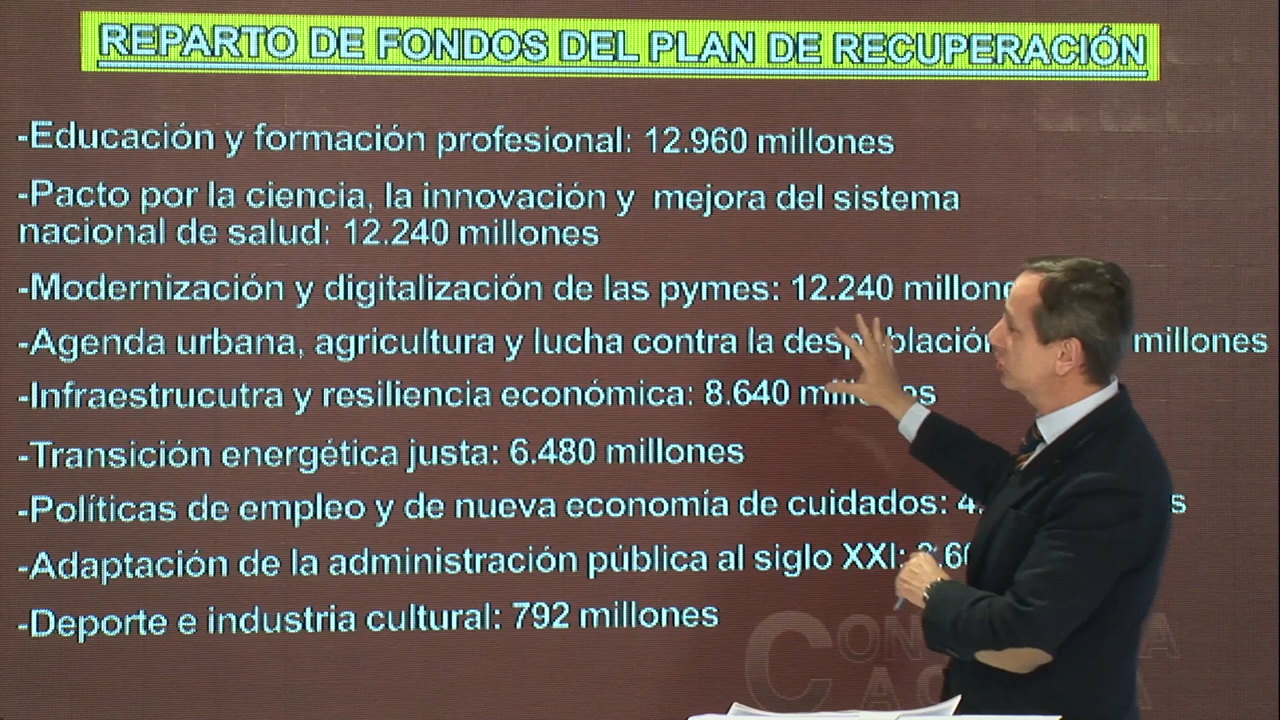 REPARTO DE FONDOS DEL PLAN DE RECUPERACIÓN
-Educación y formación profesional: 12.960 millones
-Pacto por la ciencia, la innovación y mejora del sistema
nacional de salud: 12.240 millones
-Modernización y digitalización de las pymes: 12.240
-Agenda urbana, agricultura y lucha contra la millones
-Infraestrucutra y resiliencia económica: 8.640
-Transición energética justa: 6.480 millones
-Políticas de empleo y de nueva economía de cuidados:
-Adaptación de la administración pública al siglo XXI:
-Deporte e industria cultural: 792 millones